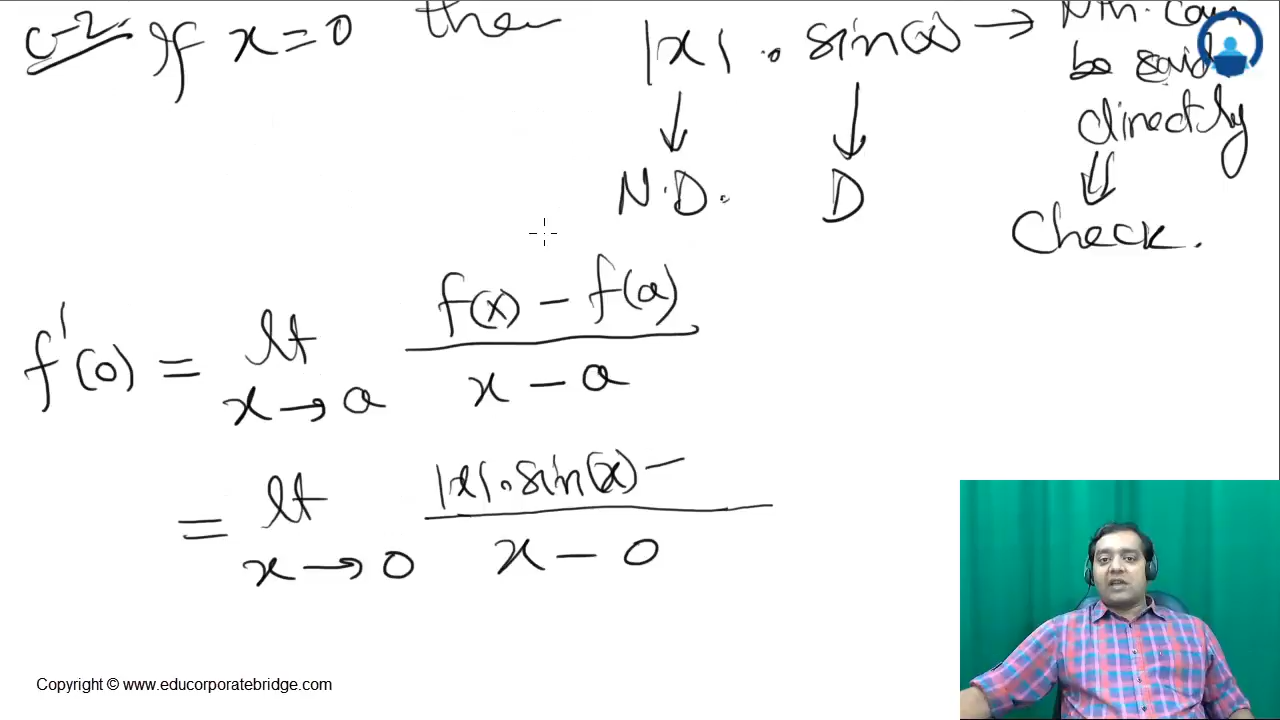 C-2. If x=0 then |x| . sin(x) → Nth. can
be said
directly
↓ ↓ ⇓
N.D. D Check.
f'(0) = lt x→a f(x) - f(a) / x - a
= lt x→0 |x|.sin(x) - / x - 0
Copyright © www.educorporatebridge.com